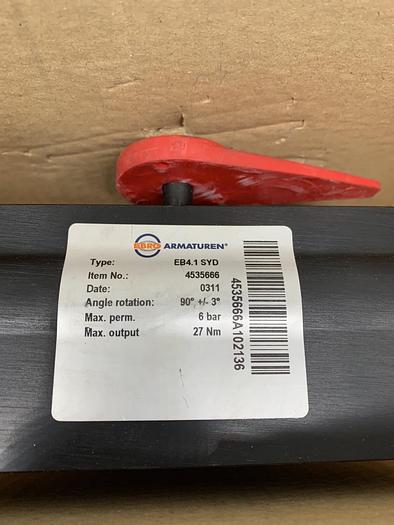 EBRO ARMATUREN®
Type: EB4.1 SYD
Item No.: 4535666
Date: 0311
Angle rotation: 90° +/- 3°
Max. perm. 6 bar
Max. output 27 Nm
4535666A102136